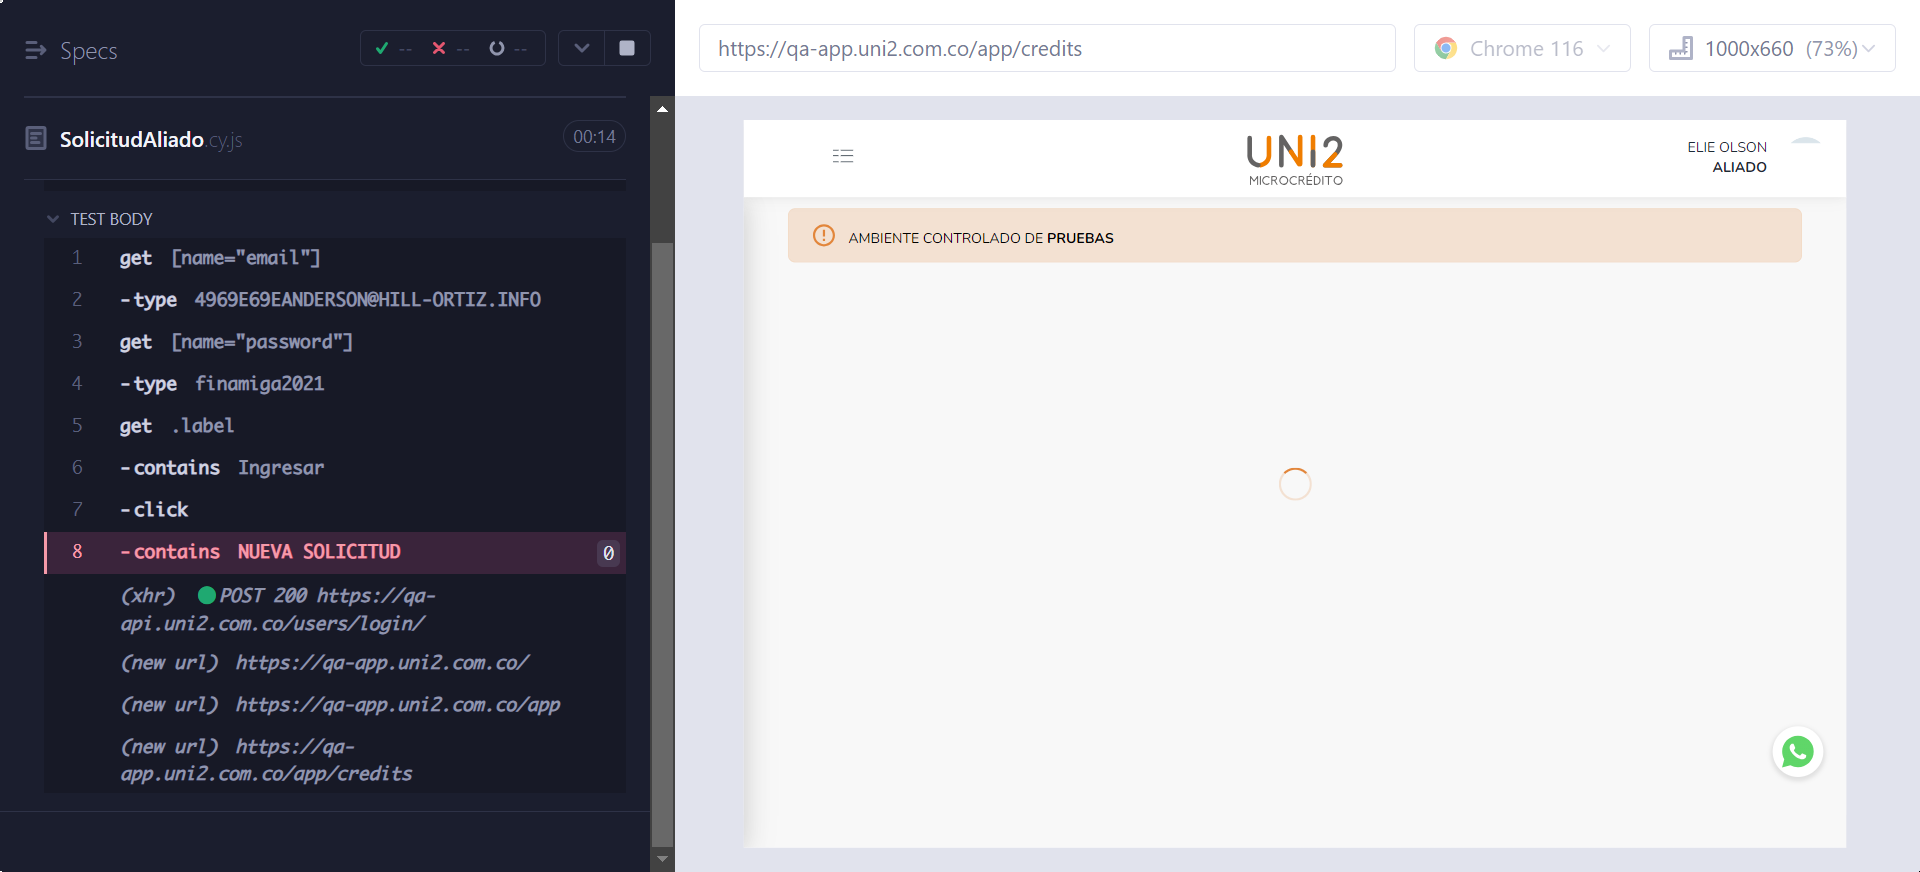 Specs
-- -- --
SolicitudAliado.cy.js 00:14
TEST BODY
1 get [name="email"]
2 -type 4969E69EANDERSON@HILL-ORTIZ.INFO
3 get [name="password"]
4 -type finamiga2021
5 get .label
6 -contains Ingresar
7 -click
8 -contains NUEVA SOLICITUD 0
(xhr) POST 200 https://qa-
api.uni2.com.co/users/login/
(new url) https://qa-app.uni2.com.co/
(new url) https://qa-app.uni2.com.co/app
(new url) https://qa-
app.uni2.com.co/app/credits
https://qa-app.uni2.com.co/app/credits
Chrome 116
1000x660 (73%)
UNI2
MICROCRÉDITO
ELIE OLSON
ALIADO
AMBIENTE CONTROLADO DE PRUEBAS